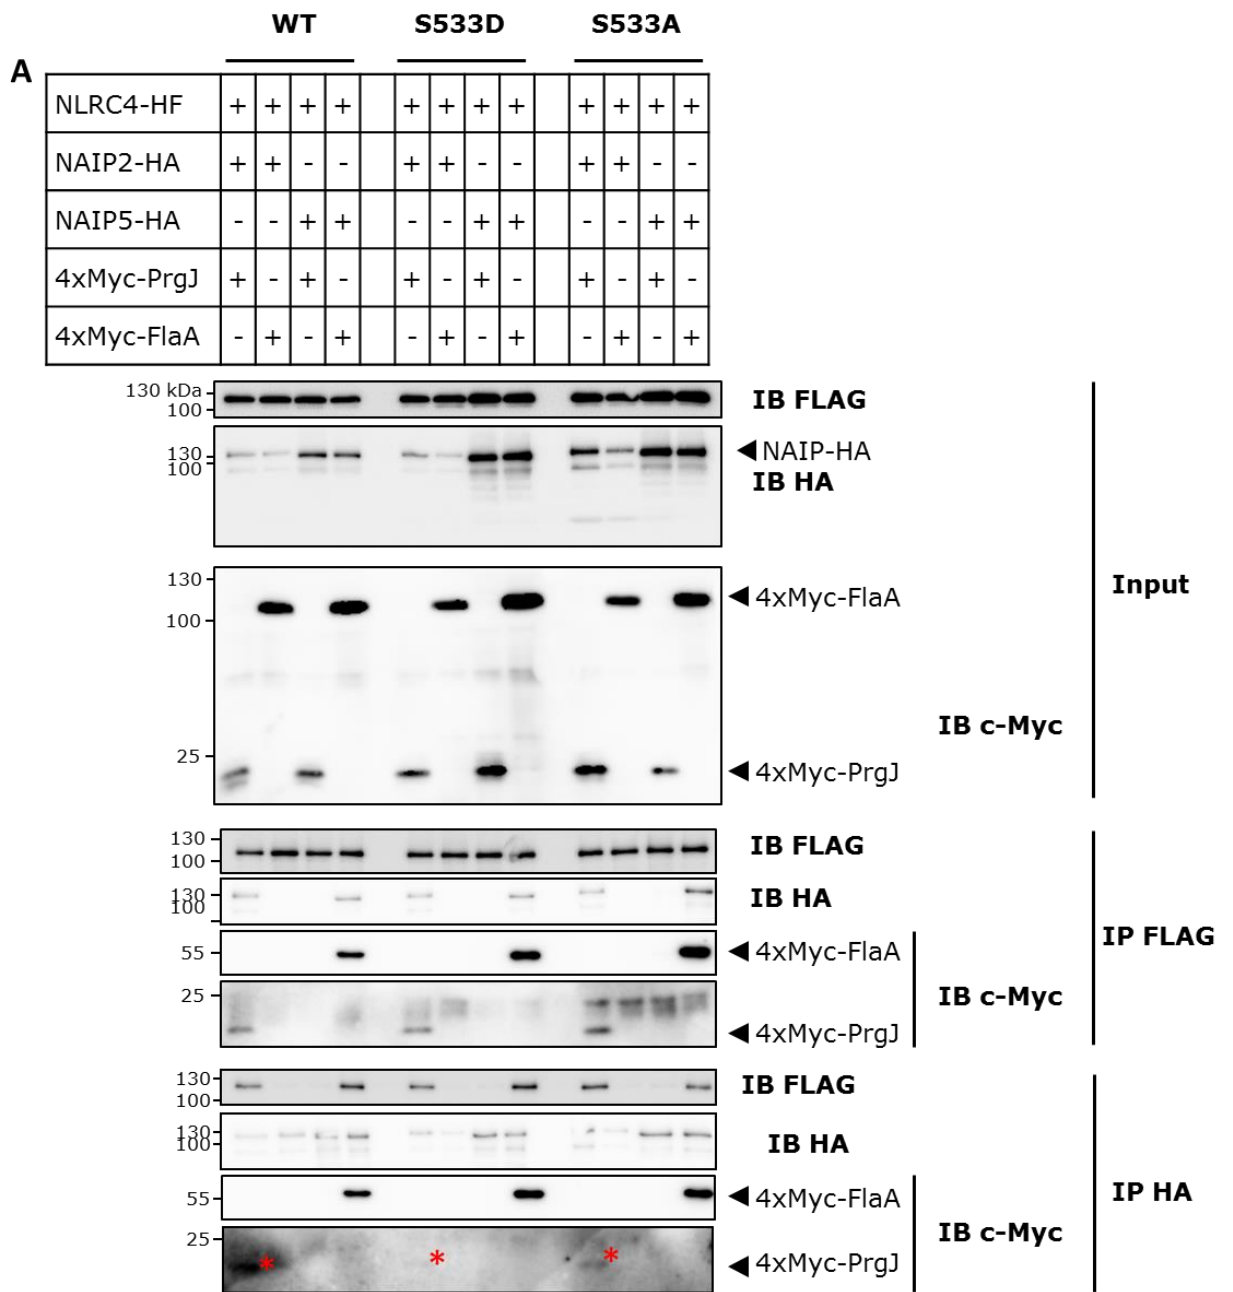 WT S533D S533A
A
NLRC4-HF + + + + + + + + + + + +
NAIP2-HA + + - - + + - - + + - -
NAIP5-HA - - + + - - + + - - + +
4xMyc-PrgJ + - + - + - + - + - + -
4xMyc-FlaA - + - + - + - + - + - +
130 kDa
100
IB FLAG
130
100
NAIP-HA
IB HA
130
100
4xMyc-FlaA
Input
IB c-Myc
25
4xMyc-PrgJ
130
100
IB FLAG
130
100
IB HA
55
4xMyc-FlaA
IP FLAG
25
IB c-Myc
4xMyc-PrgJ
130
100
IB FLAG
130
100
IB HA
55
4xMyc-FlaA
IP HA
25
* * *
IB c-Myc
4xMyc-PrgJ